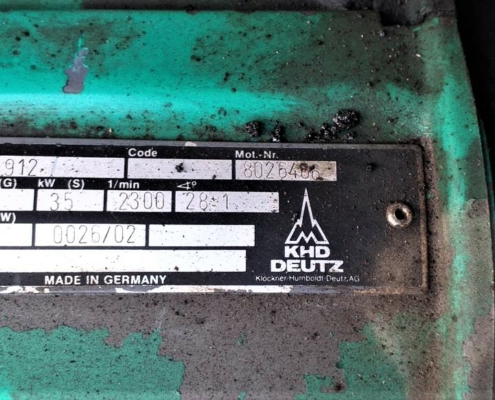 Code Mot.-Nr.
912 8026406
(G) kW (S) 1/min
35 2300 28-1
(W)
0026/02
KHD
DEUTZ
Klöckner-Humboldt-Deutz AG
MADE IN GERMANY